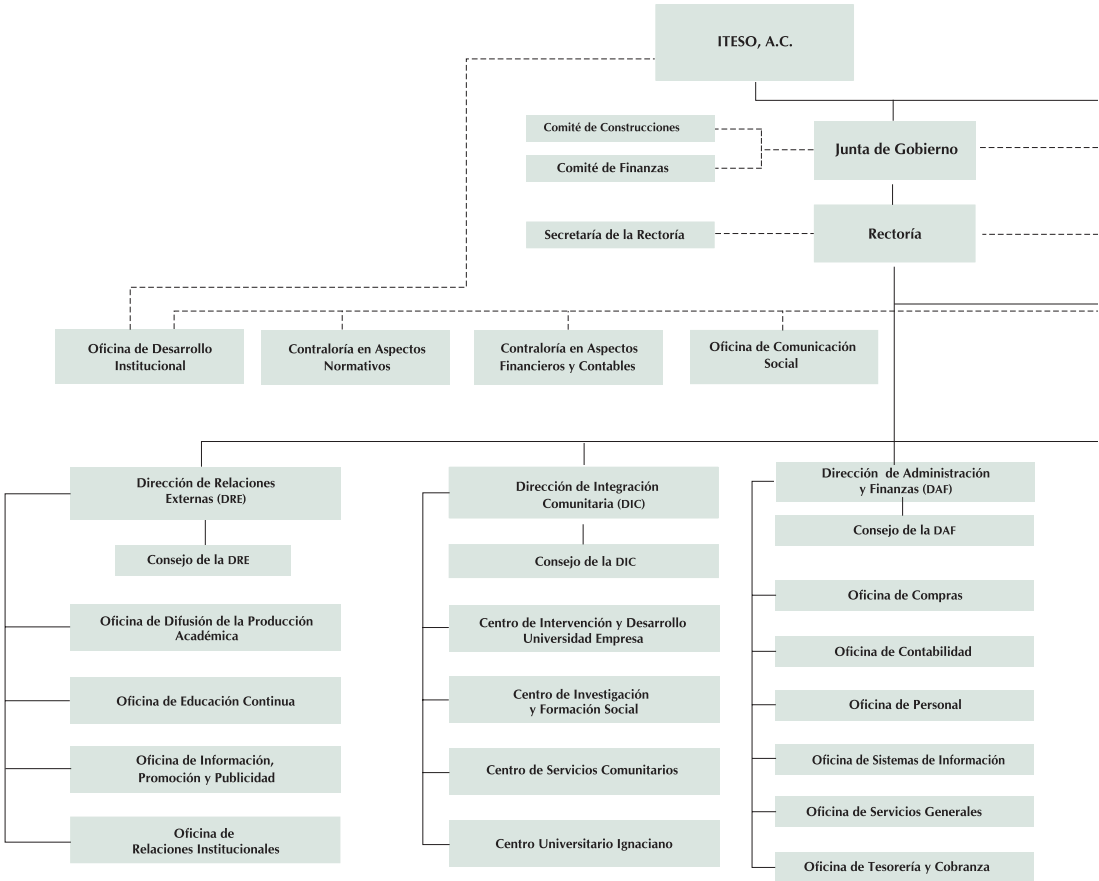 ITESO, A.C.
Comité de Construcciones
Junta de Gobierno
Comité de Finanzas
Secretaría de la Rectoría
Rectoría
Oficina de Desarrollo
Institucional
Contraloría en Aspectos
Normativos
Contraloría en Aspectos
Financieros y Contables
Oficina de Comunicación
Social
Dirección de Relaciones
Externas (DRE)
Consejo de la DRE
Oficina de Difusión de la Producción
Académica
Oficina de Educación Continua
Oficina de Información,
Promoción y Publicidad
Oficina de
Relaciones Institucionales
Dirección de Integración
Comunitaria (DIC)
Consejo de la DIC
Centro de Intervención y Desarrollo
Universidad Empresa
Centro de Investigación
y Formación Social
Centro de Servicios Comunitarios
Centro Universitario Ignaciano
Dirección de Administración
y Finanzas (DAF)
Consejo de la DAF
Oficina de Compras
Oficina de Contabilidad
Oficina de Personal
Oficina de Sistemas de Información
Oficina de Servicios Generales
Oficina de Tesorería y Cobranza